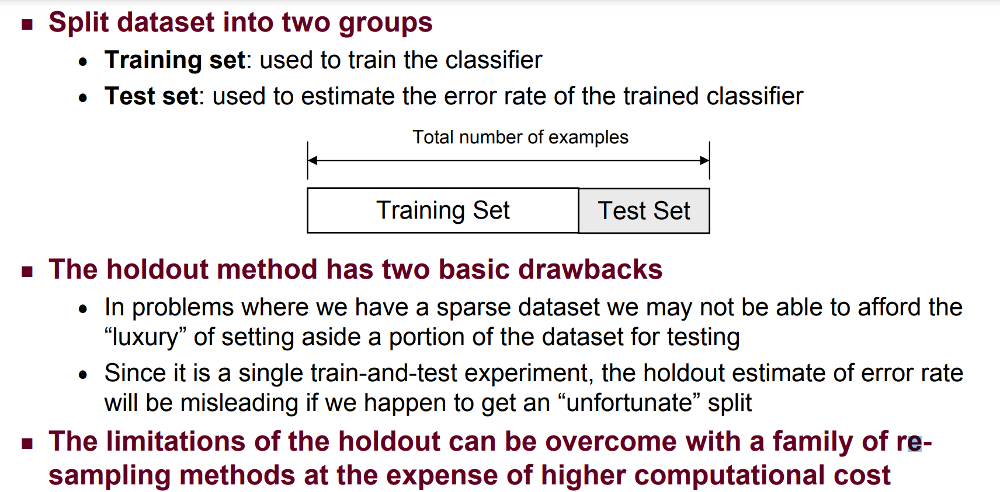 ▪ Split dataset into two groups
• Training set: used to train the classifier
• Test set: used to estimate the error rate of the trained classifier
Total number of examples
Training Set Test Set
▪ The holdout method has two basic drawbacks
• In problems where we have a sparse dataset we may not be able to afford the
“luxury” of setting aside a portion of the dataset for testing
• Since it is a single train-and-test experiment, the holdout estimate of error rate
will be misleading if we happen to get an “unfortunate” split
▪ The limitations of the holdout can be overcome with a family of re-
sampling methods at the expense of higher computational cost